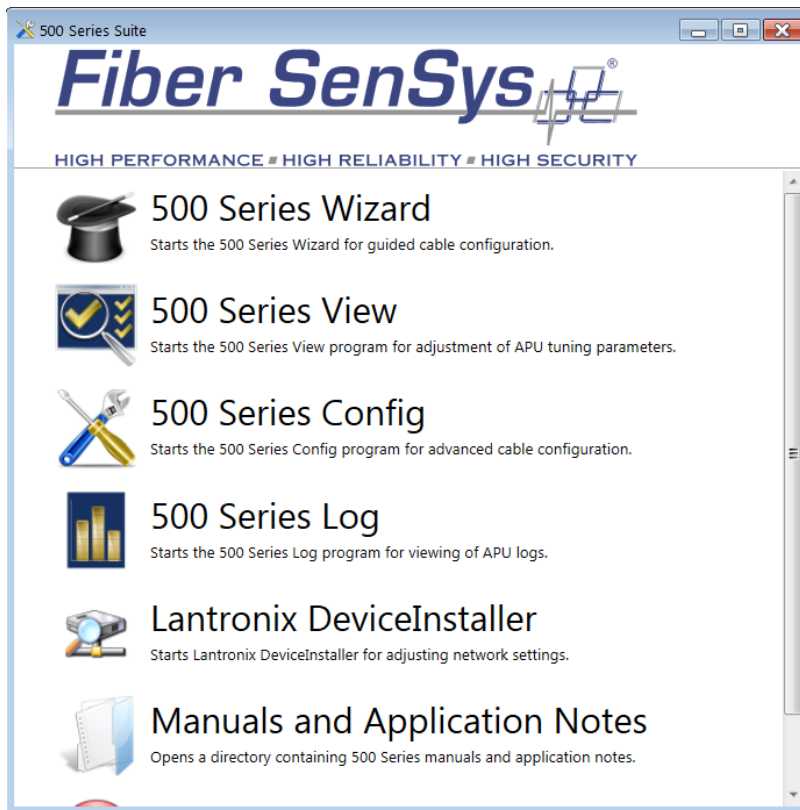 500 Series Suite
Fiber SenSys®
HIGH PERFORMANCE ▪ HIGH RELIABILITY ▪ HIGH SECURITY
500 Series Wizard
Starts the 500 Series Wizard for guided cable configuration.
500 Series View
Starts the 500 Series View program for adjustment of APU tuning parameters.
500 Series Config
Starts the 500 Series Config program for advanced cable configuration.
500 Series Log
Starts the 500 Series Log program for viewing of APU logs.
Lantronix DeviceInstaller
Starts Lantronix DeviceInstaller for adjusting network settings.
Manuals and Application Notes
Opens a directory containing 500 Series manuals and application notes.